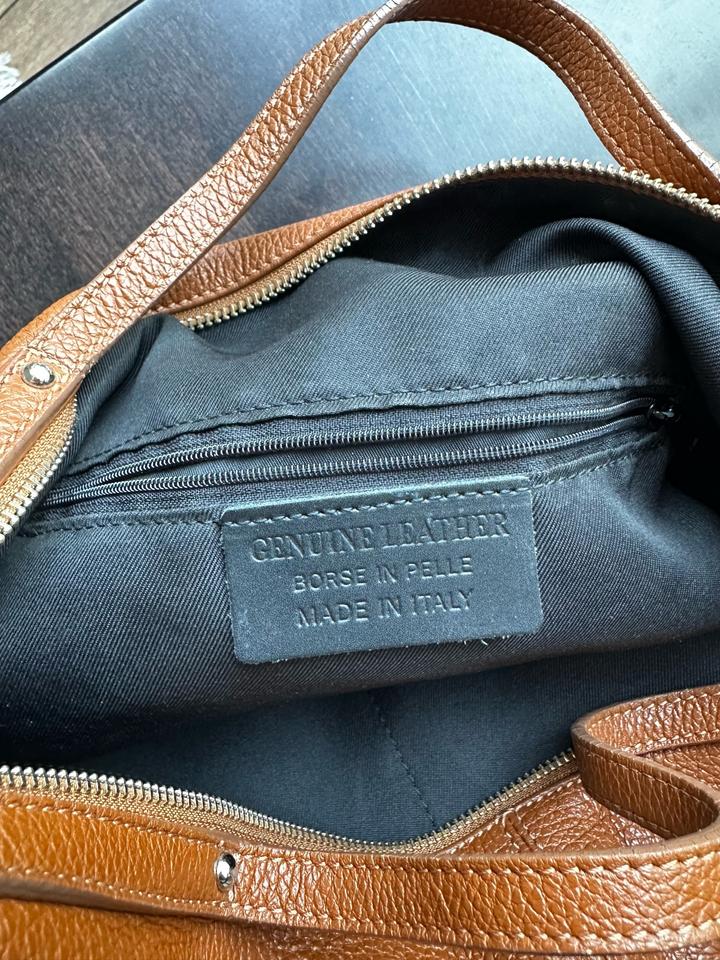 GENUINE LEATHER
BORSE IN PELLE
MADE IN ITALY